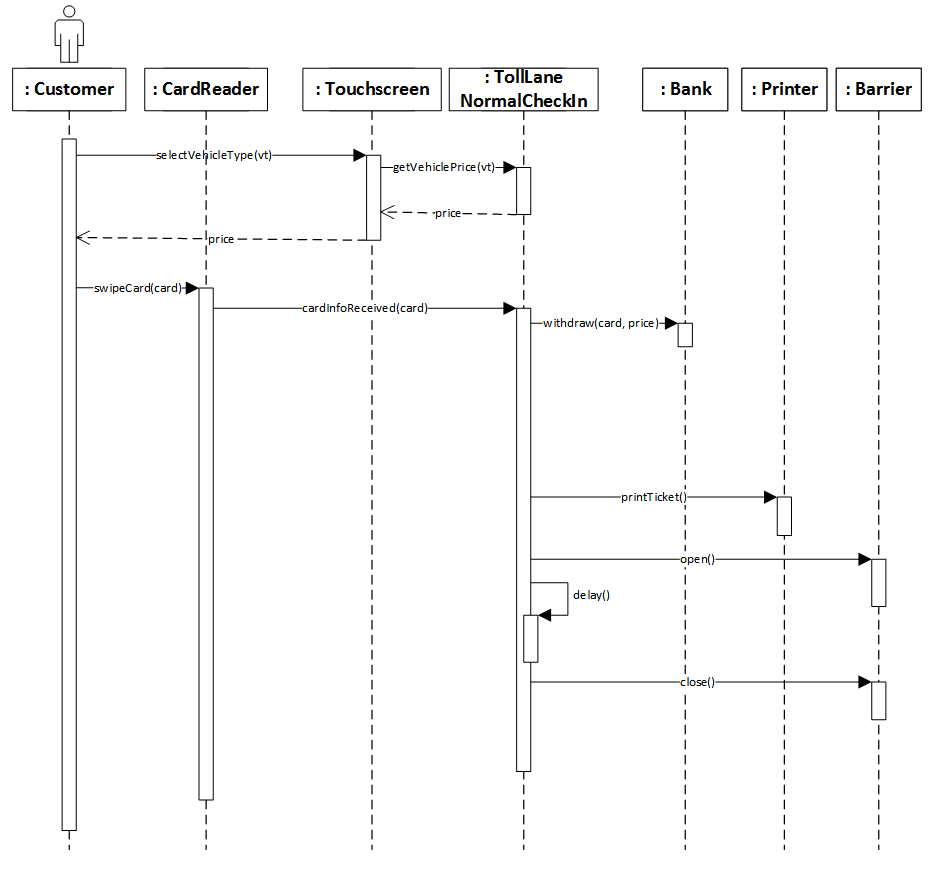 : Customer
: CardReader
: Touchscreen
: TollLane
NormalCheckIn
: Bank
: Printer
: Barrier
selectVehicleType(vt)
getVehiclePrice(vt)
price
price
swipeCard(card)
cardInfoReceived(card)
withdraw(card, price)
printTicket()
open()
delay()
close()